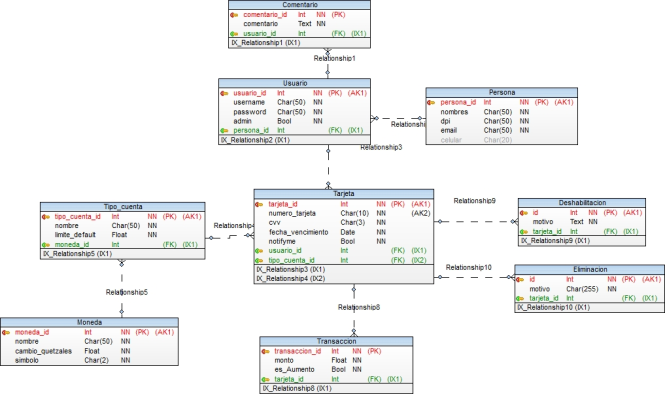 Comentario
comentario_id Int NN (PK)
comentario Text NN
usuario_id Int (FK) (IX1)
IX_Relationship1 (IX1)
Relationship1
Usuario
usuario_id Int NN (PK) (AK1)
username Char(50) NN
password Char(50) NN
admin Bool NN
persona_id Int (FK) (IX1)
IX_Relationship2 (IX1)
Persona
persona_id Int NN (PK) (AK1)
nombres Char(50) NN
dpi Char(50) NN
email Char(50) NN
celular Char(20)
Relationship
Relationship3
Tarjeta
tarjeta_id Int NN (PK) (AK1)
numero_tarjeta Char(10) NN (AK2)
cvv Char(3) NN
fecha_vencimiento Date NN
notifyme Bool NN
usuario_id Int (FK) (IX1)
tipo_cuenta_id Int (FK) (IX2)
IX_Relationship3 (IX1)
IX_Relationship4 (IX2)
Tipo_cuenta
tipo_cuenta_id Int NN (PK) (AK1)
nombre Char(50) NN
limite_default Float NN
moneda_id Int (FK) (IX1)
IX_Relationship5 (IX1)
Relationship
Relationship9
Deshabilitacion
id Int NN (PK) (AK1)
motivo Text NN
tarjeta_id Int (FK) (IX1)
IX_Relationship9 (IX1)
Relationship10
Eliminacion
id Int NN (PK) (AK1)
motivo Char(255) NN
tarjeta_id Int (FK) (IX1)
IX_Relationship10 (IX1)
Relationship5
Relationship8
Moneda
moneda_id Int NN (PK) (AK1)
nombre Char(50) NN
cambio_quetzales Float NN
simbolo Char(2) NN
Transaccion
transaccion_id Int NN (PK)
monto Float NN
es_Aumento Bool NN
tarjeta_id Int (FK) (IX1)
IX_Relationship8 (IX1)